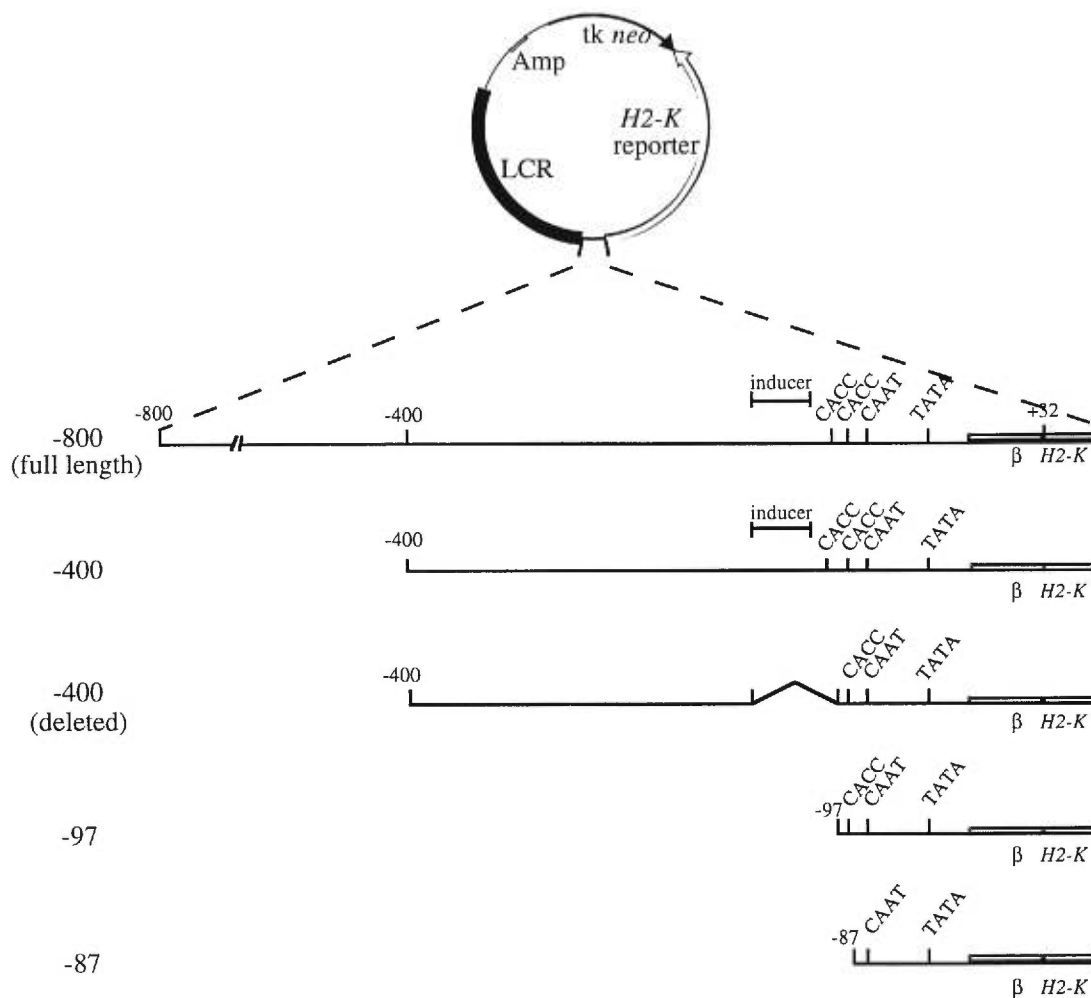 tk neo
Amp
H2-K
reporter
LCR
inducer
CACC
CACC
CAAT
TATA
-800
-400
+32
-800
(full length)
β H2-K
inducer
CACC
CACC
CAAT
TATA
-400
-400
β H2-K
CACC
CAAT
TATA
-400
-400
(deleted)
β H2-K
CACC
CAAT
TATA
-97
-97
β H2-K
CAAT
TATA
-87
-87
β H2-K